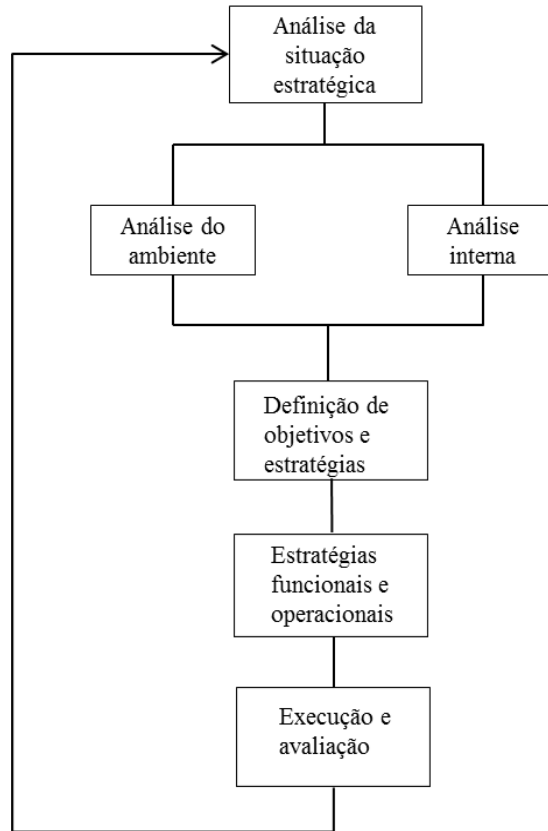 Análise da
situação
estratégica
Análise do
ambiente
Análise
interna
Definição de
objetivos e
estratégias
Estratégias
funcionais e
operacionais
Execução e
avaliação